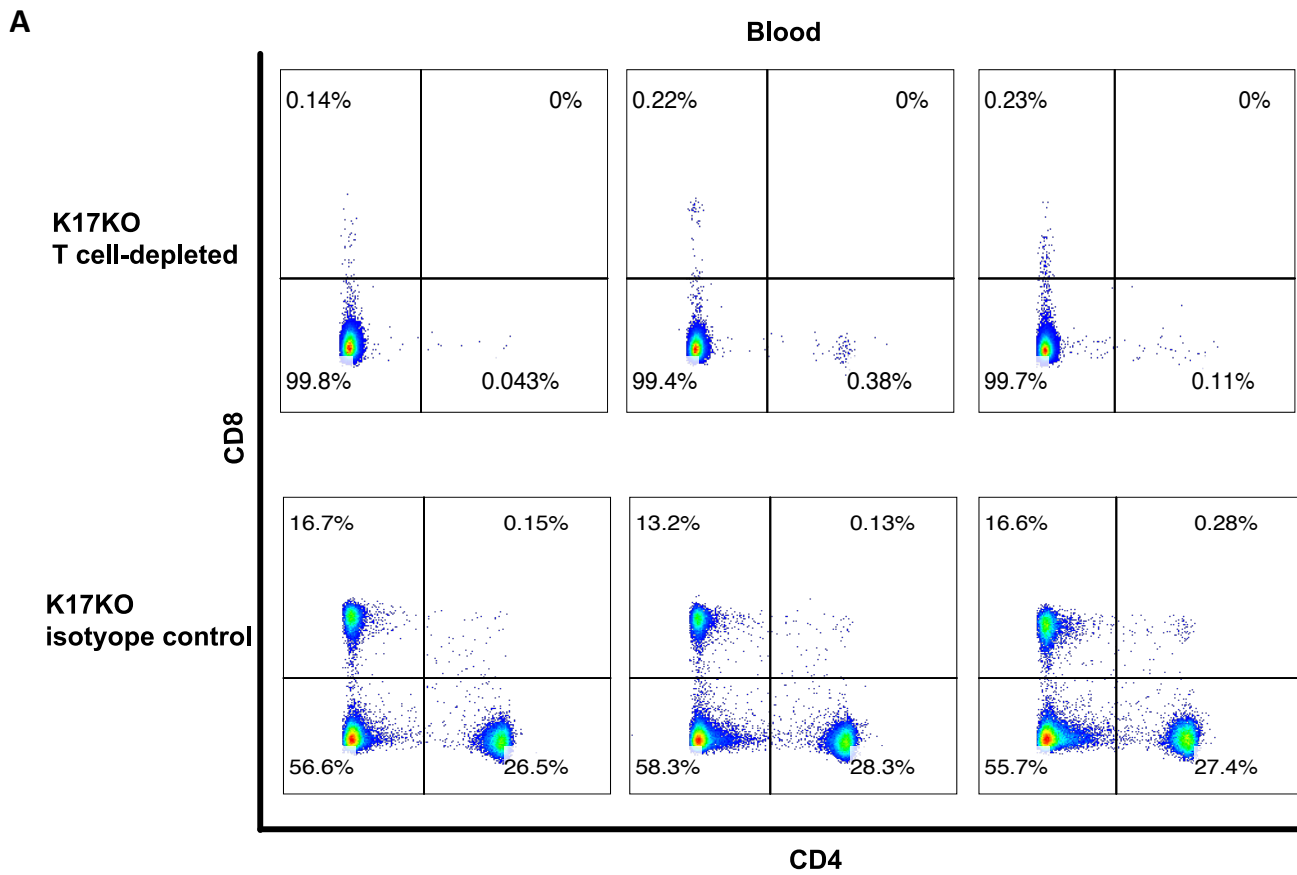 A
Blood
0.14% 0%
0.22% 0%
0.23% 0%
K17KO
T cell-depleted
99.8% 0.043%
99.4% 0.38%
99.7% 0.11%
CD8
16.7% 0.15%
13.2% 0.13%
16.6% 0.28%
K17KO
isotyope control
56.6% 26.5%
58.3% 28.3%
55.7% 27.4%
CD4